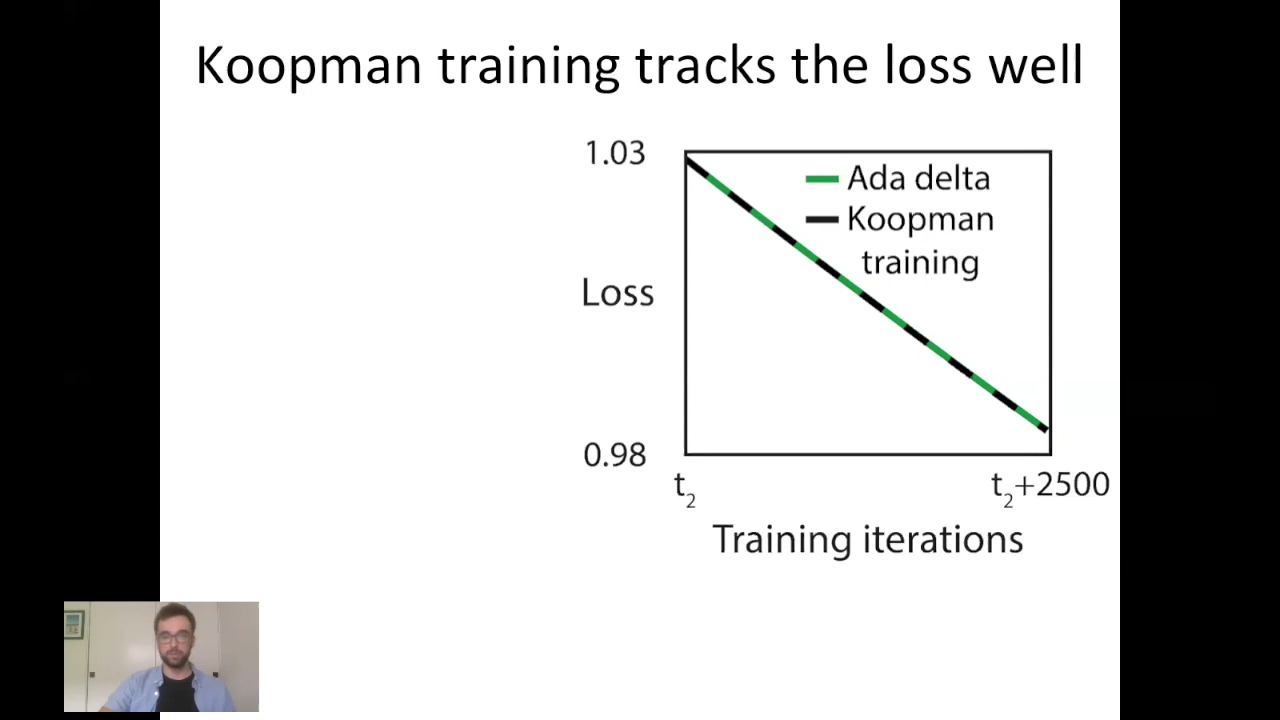 Koopman training tracks the loss well
1.03
Ada delta
Koopman
training
Loss
0.98
t₂
t₂+2500
Training iterations